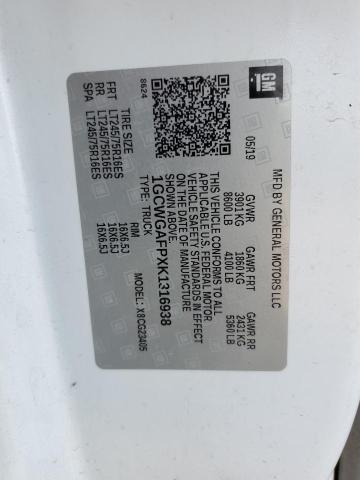 GM
MFD BY GENERAL MOTORS LLC
05/19
GVWR GAWR FRT GAWR RR
3901 KG 1860 KG 2431 KG
8600 LB 4100 LB 5360 LB
THIS VEHICLE CONFORMS TO ALL
APPLICABLE U.S. FEDERAL MOTOR
VEHICLE SAFETY STANDARDS IN EFFECT
ON THE DATE OF MANUFACTURE
SHOWN ABOVE.
1GCWGAFPXK1316938
TYPE: TRUCK MODEL: X8CG23405
8624
TIRE SIZE RIM
FRT LT245/75R16ES 16X6.5J
RR LT245/75R16ES 16X6.5J
SPA LT245/75R16ES 16X6.5J